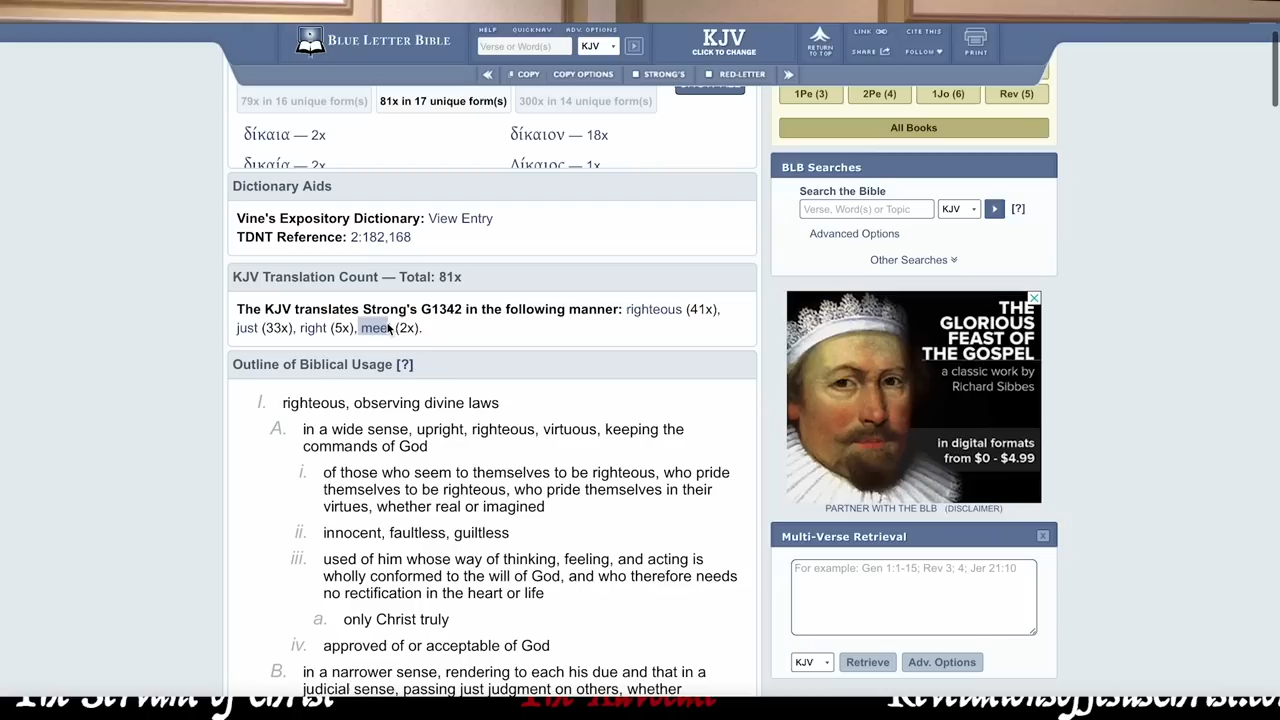 BLUE LETTER BIBLE
HELP QUICKNAV ADV. OPTIONS
Verse or Word(s) KJV
KJV
CLICK TO CHANGE
RETURN
TO TOP
LINK CITE THIS
SHARE FOLLOW
PRINT
COPY COPY OPTIONS STRONG'S RED-LETTER
79x in 16 unique form(s) 81x in 17 unique form(s) 300x in 14 unique form(s)
δίκαια — 2x δίκαιον — 18x
δικαία — 2x Δίκαιος — 1x
Dictionary Aids
Vine's Expository Dictionary: View Entry
TDNT Reference: 2:182,168
KJV Translation Count — Total: 81x
The KJV translates Strong's G1342 in the following manner: righteous (41x),
just (33x), right (5x), meet (2x).
Outline of Biblical Usage [?]
I. righteous, observing divine laws
A. in a wide sense, upright, righteous, virtuous, keeping the
commands of God
i. of those who seem to themselves to be righteous, who pride
themselves to be righteous, who pride themselves in their
virtues, whether real or imagined
ii. innocent, faultless, guiltless
iii. used of him whose way of thinking, feeling, and acting is
wholly conformed to the will of God, and who therefore needs
no rectification in the heart or life
a. only Christ truly
iv. approved of or acceptable of God
B. in a narrower sense, rendering to each his due and that in a
judicial sense, passing just judgment on others, whether
1Pe (3) 2Pe (4) 1Jo (6) Rev (5)
All Books
BLB Searches
Search the Bible
Verse, Word(s) or Topic KJV [?]
Advanced Options
Other Searches
THE
GLORIOUS
FEAST OF
THE GOSPEL
a classic work by
Richard Sibbes
in digital formats
from $0 - $4.99
PARTNER WITH THE BLB (DISCLAIMER)
Multi-Verse Retrieval x
For example: Gen 1:1-15; Rev 3; 4; Jer 21:10
KJV Retrieve Adv. Options
The Servant of Christ The Advocate RevelationsofJesusChrist.co